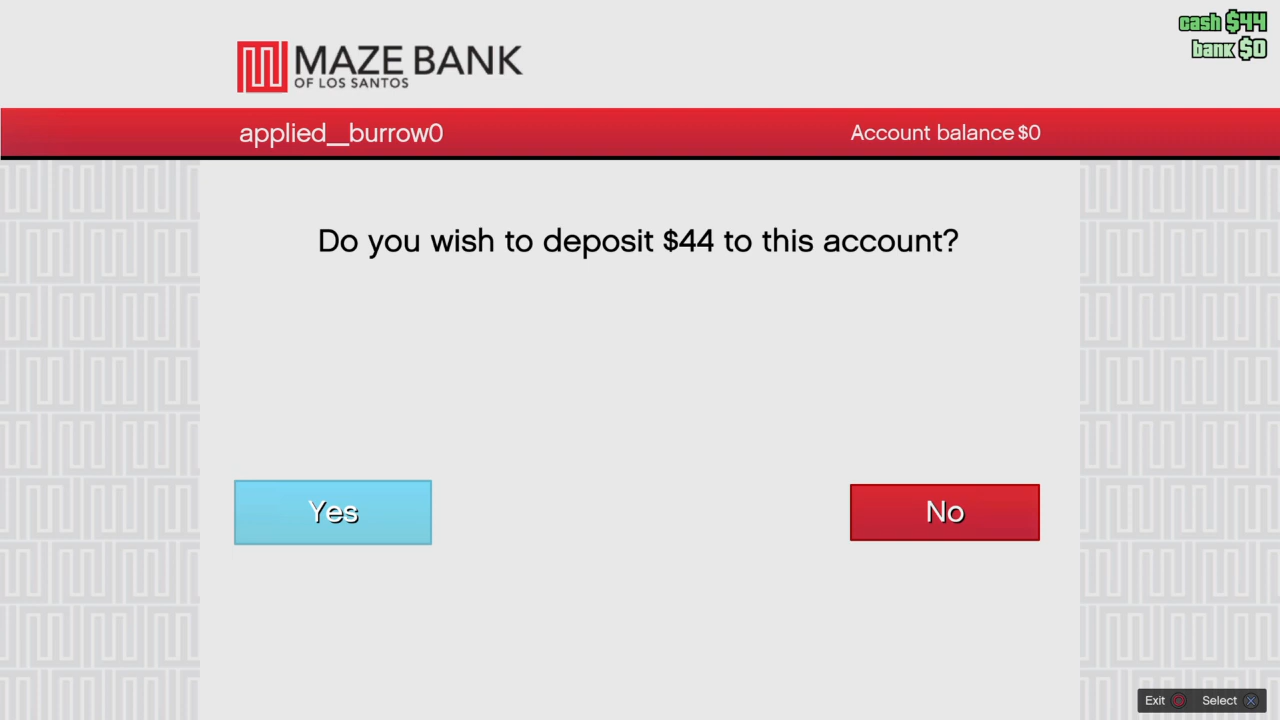 cash $44
bank $0
MAZE BANK
OF LOS SANTOS
applied__burrow0 Account balance $0
Do you wish to deposit $44 to this account?
Yes No
Exit Select